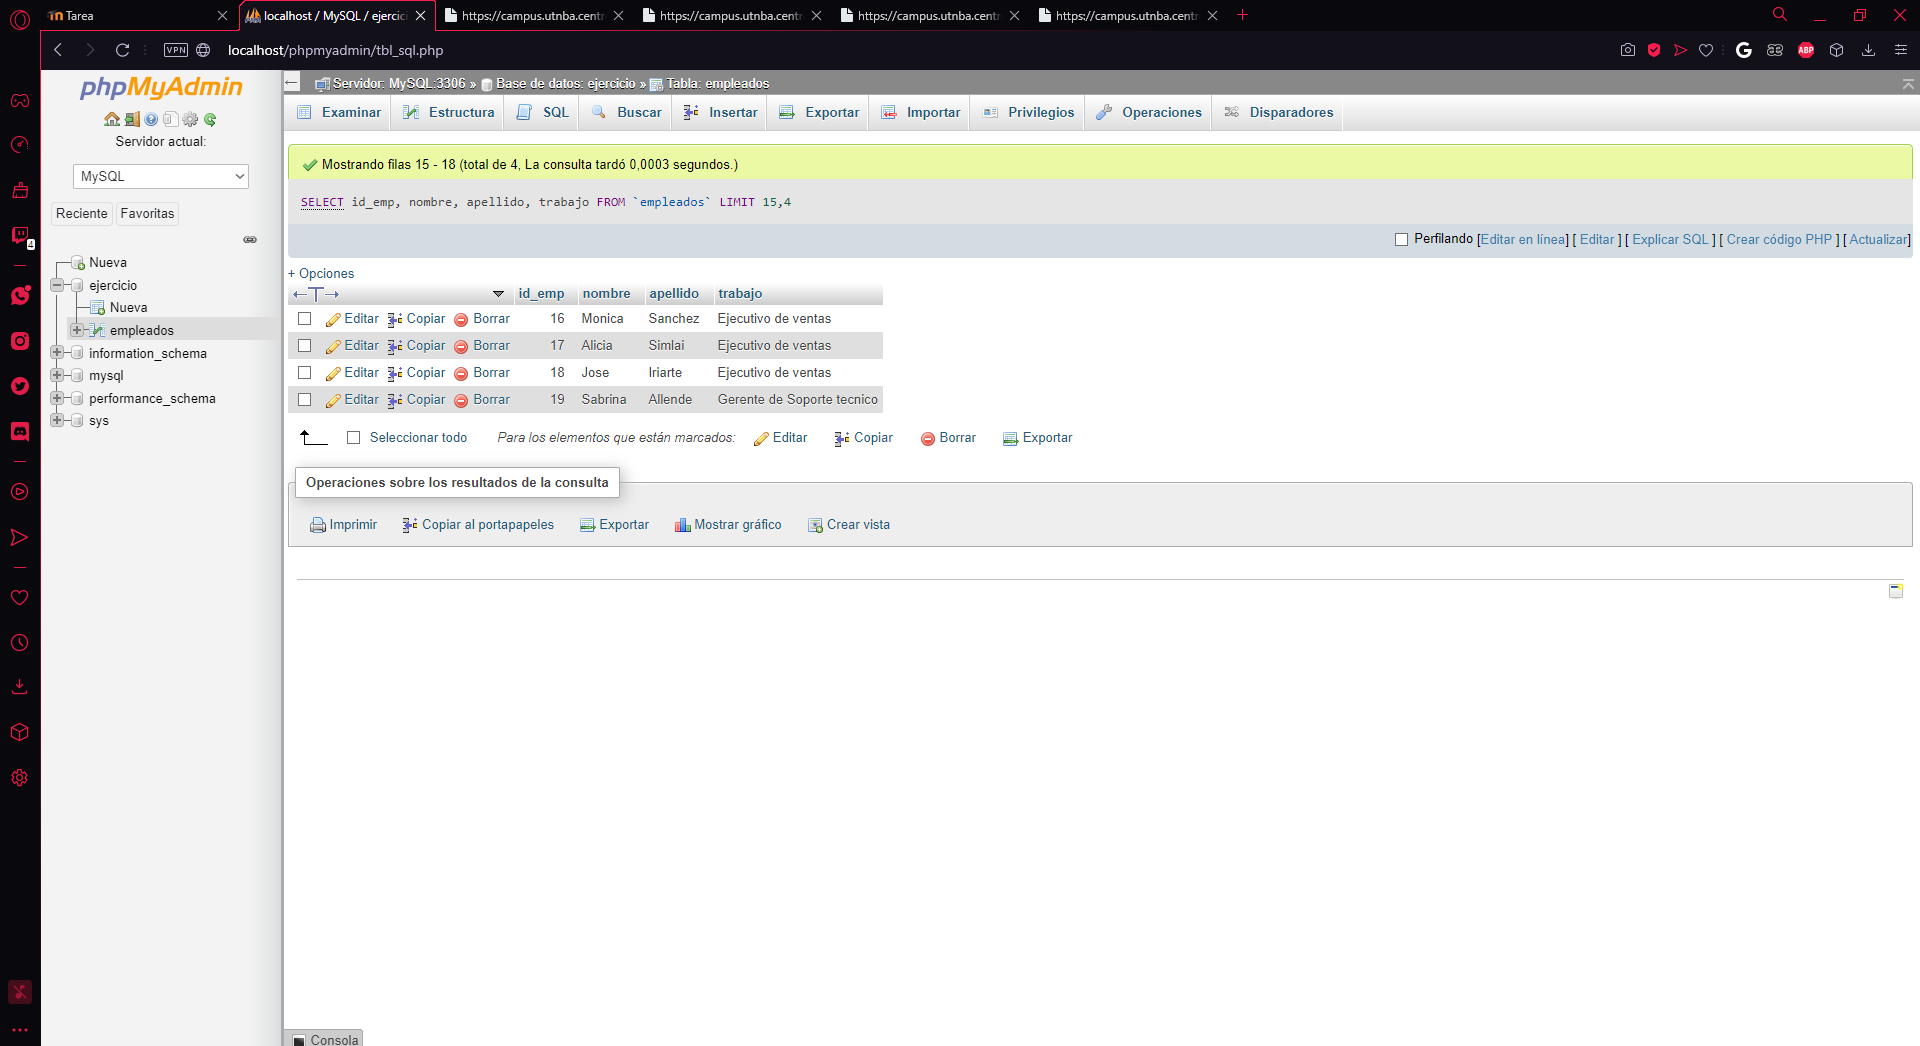 Tarea
localhost / MySQL / ejercic
https://campus.utnba.centr
https://campus.utnba.centr
https://campus.utnba.centr
https://campus.utnba.centr
VPN
localhost/phpmyadmin/tbl_sql.php
ABP
4
phpMyAdmin
Servidor actual:
MySQL
Reciente
Favoritas
Nueva
ejercicio
Nueva
empleados
information_schema
mysql
performance_schema
sys
Servidor: MySQL:3306 » Base de datos: ejercicio » Tabla: empleados
Examinar Estructura SQL Buscar Insertar Exportar Importar Privilegios Operaciones Disparadores
Mostrando filas 15 - 18 (total de 4, La consulta tardó 0,0003 segundos.)
SELECT id_emp, nombre, apellido, trabajo FROM `empleados` LIMIT 15,4
Perfilando [Editar en línea] [ Editar ] [ Explicar SQL ] [ Crear código PHP ] [ Actualizar]
+ Opciones
←T→ id_emp nombre apellido trabajo
Editar Copiar Borrar 16 Monica Sanchez Ejecutivo de ventas
Editar Copiar Borrar 17 Alicia Simlai Ejecutivo de ventas
Editar Copiar Borrar 18 Jose Iriarte Ejecutivo de ventas
Editar Copiar Borrar 19 Sabrina Allende Gerente de Soporte tecnico
Seleccionar todo Para los elementos que están marcados: Editar Copiar Borrar Exportar
Operaciones sobre los resultados de la consulta
Imprimir Copiar al portapapeles Exportar Mostrar gráfico Crear vista
Consola